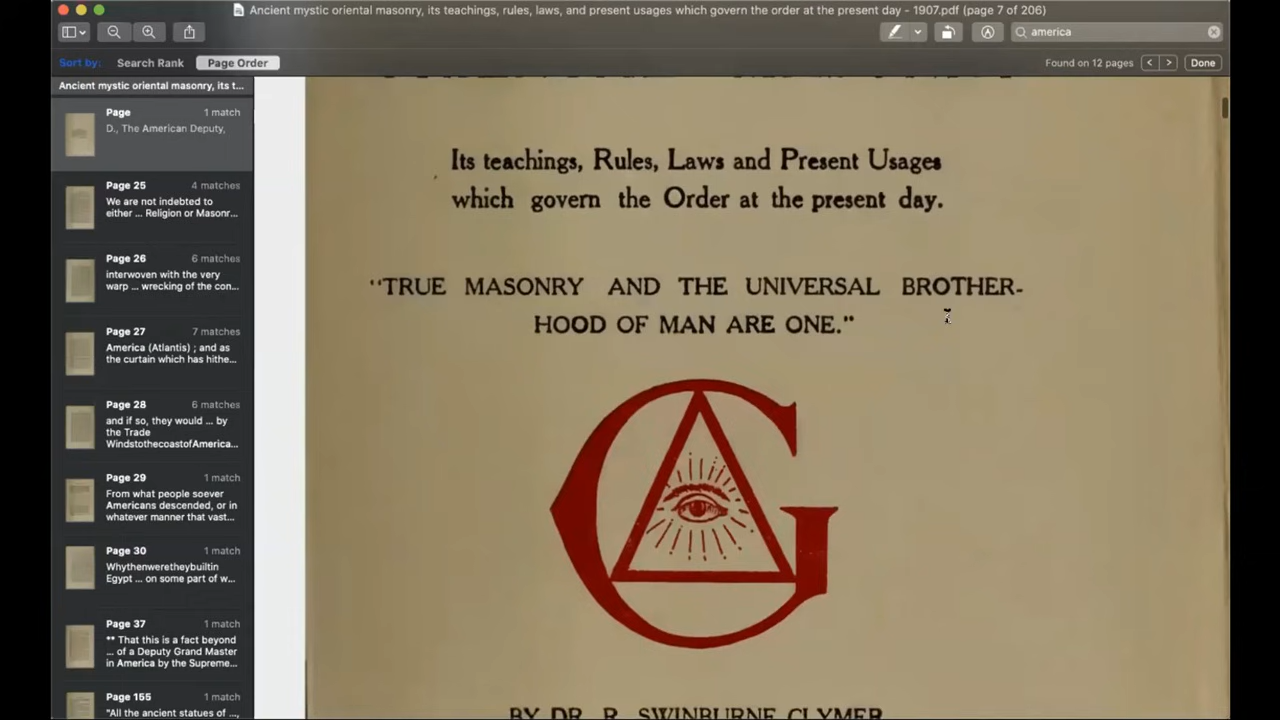 Ancient mystic oriental masonry, its teachings, rules, laws, and present usages which govern the order at the present day - 1907.pdf (page 7 of 206)
america
Sort by: Search Rank Page Order
Found on 12 pages < > Done
Ancient mystic oriental masonry, its t...
Page 1 match
D., The American Deputy,
Page 25 4 matches
We are not indebted to
either ... Religion or Masonr...
Page 26 6 matches
interwoven with the very
warp ... wrecking of the con...
Page 27 7 matches
America (Atlantis) ; and as
the curtain which has hithe...
Page 28 6 matches
and if so, they would ... by
the Trade
WindstothecoastofAmerica...
Page 29 1 match
From what people soever
Americans descended, or in
whatever manner that vast...
Page 30 1 match
Whythenweretheybuiltin
Egypt ... on some part of w...
Page 37 1 match
** That this is a fact beyond
... of a Deputy Grand Master
in America by the Supreme...
Page 155 1 match
"All the ancient statues of ...,
Its teachings, Rules, Laws and Present Usages
which govern the Order at the present day.
"TRUE MASONRY AND THE UNIVERSAL BROTHER-
HOOD OF MAN ARE ONE."
G
BY DR. R. SWINBURNE CLYMER